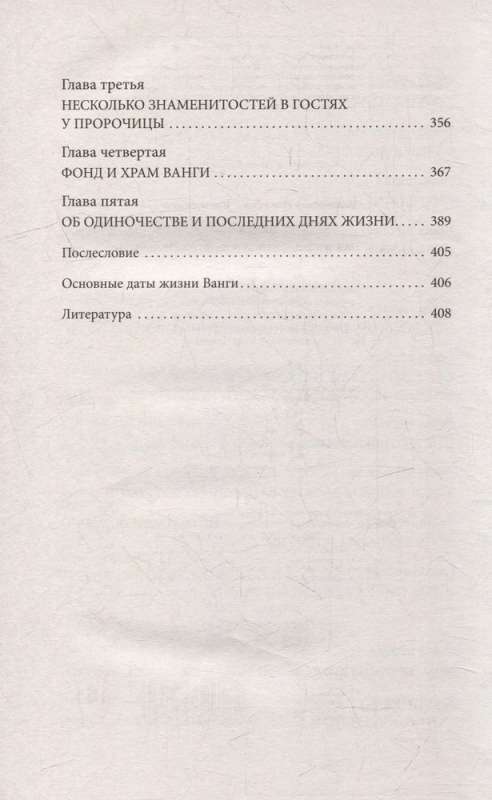 Глава третья
НЕСКОЛЬКО ЗНАМЕНИТОСТЕЙ В ГОСТЯХ
У ПРОРОЧИЦЫ . . . . . . . . . . . . . . . . . . . . . . . . . . . . . . . . . . . . . . . . 356
Глава четвертая
ФОНД И ХРАМ ВАНГИ . . . . . . . . . . . . . . . . . . . . . . . . . . . . . . . . . 367
Глава пятая
ОБ ОДИНОЧЕСТВЕ И ПОСЛЕДНИХ ДНЯХ ЖИЗНИ. . . . . . 389
Послесловие . . . . . . . . . . . . . . . . . . . . . . . . . . . . . . . . . . . . . . . . . . . . 405
Основные даты жизни Ванги. . . . . . . . . . . . . . . . . . . . . . . . . . . . . . 406
Литература . . . . . . . . . . . . . . . . . . . . . . . . . . . . . . . . . . . . . . . . . . . . . 408